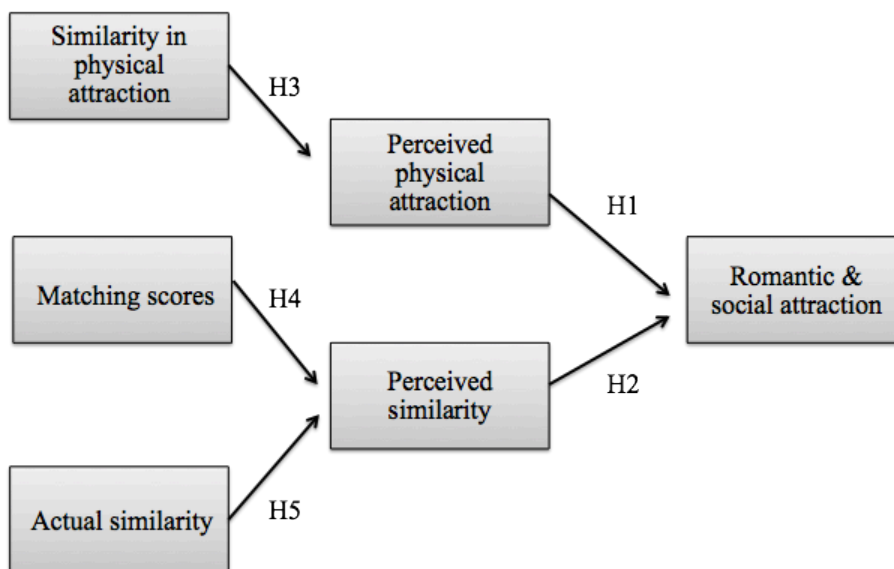 Similarity in
physical
attraction
H3
Perceived
physical
attraction
H1
Matching scores
H4
Romantic &
social attraction
Perceived
similarity
H2
Actual similarity
H5